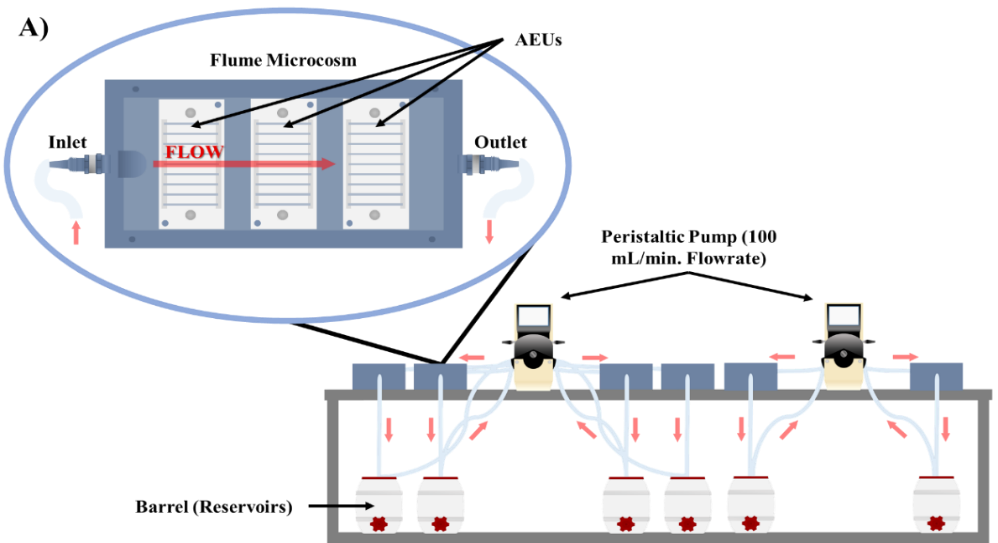 A)
AEUs
Flume Microcosm
Inlet
Outlet
FLOW
Peristaltic Pump (100
mL/min. Flowrate)
Barrel (Reservoirs)